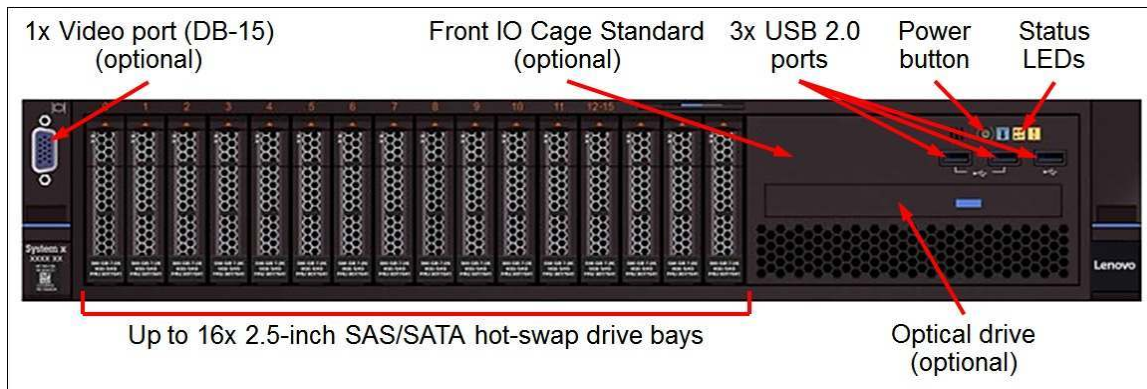 1x Video port (DB-15)
(optional)
Front IO Cage Standard
(optional)
3x USB 2.0
ports
Power
button
Status
LEDs
0 1 2 3 4 5 6 7 8 9 10 11 12-15
System x
XXXX XX
Lenovo
Up to 16x 2.5-inch SAS/SATA hot-swap drive bays
Optical drive
(optional)